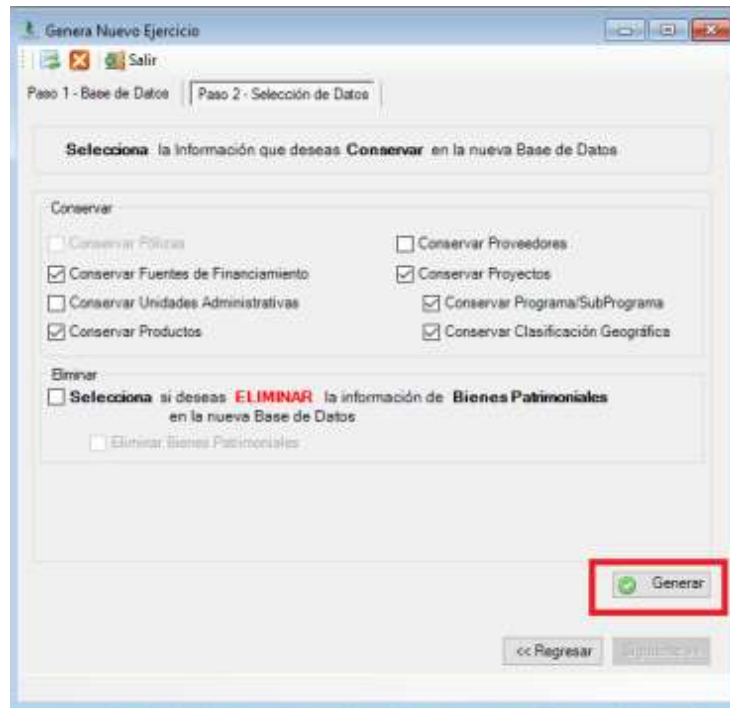 Genera Nuevo Ejercicio
Salir
Paso 1 - Base de Datos
Paso 2 - Selección de Datos
Selecciona la Información que deseas Conservar en la nueva Base de Datos
Conservar
Conservar Pólizas
Conservar Proveedores
Conservar Fuentes de Financiamiento
Conservar Proyectos
Conservar Unidades Administrativas
Conservar Programa/SubPrograma
Conservar Productos
Conservar Clasificación Geográfica
Eliminar
Selecciona si deseas ELIMINAR la información de Bienes Patrimoniales
en la nueva Base de Datos
Eliminar Bienes Patrimoniales
Generar
<< Regresar
Siguiente >>